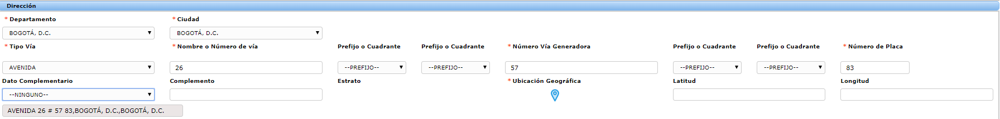 Dirección
* Departamento * Ciudad
BOGOTÁ, D.C. BOGOTÁ, D.C.
* Tipo Vía * Nombre o Número de vía Prefijo o Cuadrante Prefijo o Cuadrante * Número Vía Generadora Prefijo o Cuadrante Prefijo o Cuadrante * Número de Placa
AVENIDA 26 --PREFIJO-- --PREFIJO-- 57 --PREFIJO-- --PREFIJO-- 83
Dato Complementario Complemento Estrato * Ubicación Geográfica Latitud Longitud
--NINGUNO--
AVENIDA 26 # 57 83,BOGOTÁ, D.C.,BOGOTÁ, D.C.